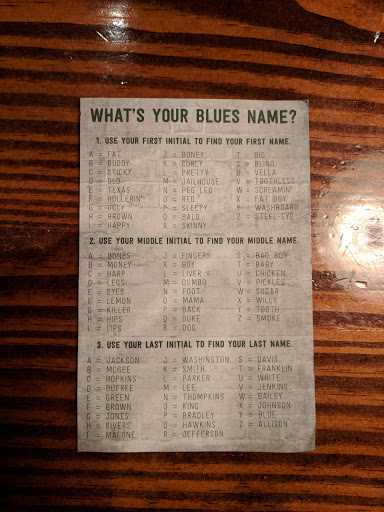 WHAT'S YOUR BLUES NAME?
1. USE YOUR FIRST INITIAL TO FIND YOUR FIRST NAME.
A = FAT J = BONEY T = BIG
B = BUDDY K = CURLY S = BLIND
C = STICKY L = PRETTY U = VELLA
D = OLD M = JAILHOUSE V = TOOTHLESS
E = TEXAS N = PEG LEG W = SCREAMIN'
F = HOLLERIN' O = RED X = FAT BOY
G = UGLY P = SLEEPY Y = WASHBOARD
H = BROWN Q = BALD Z = STEEL-EYE
I = HAPPY R = SKINNY
2. USE YOUR MIDDLE INITIAL TO FIND YOUR MIDDLE NAME.
A = BONES J = FINGERS S = BAD BOY
B = MONEY K = BOY T = BABY
C = HARP L = LIVER U = CHICKEN
D = LEGS M = GUMBO V = PICKLES
E = EYES N = FOOT W = SUGAR
F = LEMON O = MAMA X = WILLY
G = KILLER P = BACK Y = TOOTH
H = HIPS Q = DUKE Z = SMOKE
I = LIPS R = DOG
3. USE YOUR LAST INITIAL TO FIND YOUR LAST NAME.
A = JACKSON J = WASHINGTON S = DAVIS
B = MCGEE K = SMITH T = FRANKLIN
C = HOPKINS L = PARKER U = WHITE
D = DUPREE M = LEE V = JENKINS
E = GREEN N = THOMPKINS W = BAILEY
F = BROWN O = KING X = JOHNSON
G = JONES P = BRADLEY Y = BLUE
H = RIVERS Q = HAWKINS Z = ALLISON
I = MALONE R = JEFFERSON